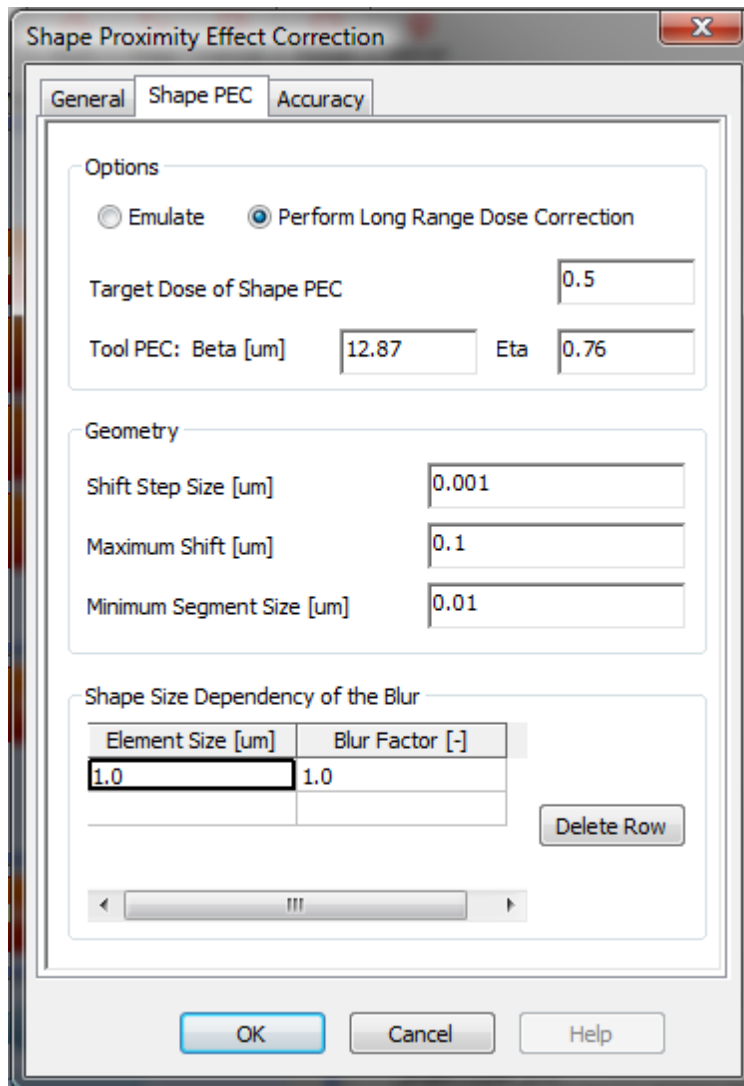 Shape Proximity Effect Correction
General Shape PEC Accuracy
Options
Emulate Perform Long Range Dose Correction
Target Dose of Shape PEC 0.5
Tool PEC: Beta [um] 12.87 Eta 0.76
Geometry
Shift Step Size [um] 0.001
Maximum Shift [um] 0.1
Minimum Segment Size [um] 0.01
Shape Size Dependency of the Blur
Element Size [um] Blur Factor [-]
1.0 1.0
Delete Row
OK Cancel Help